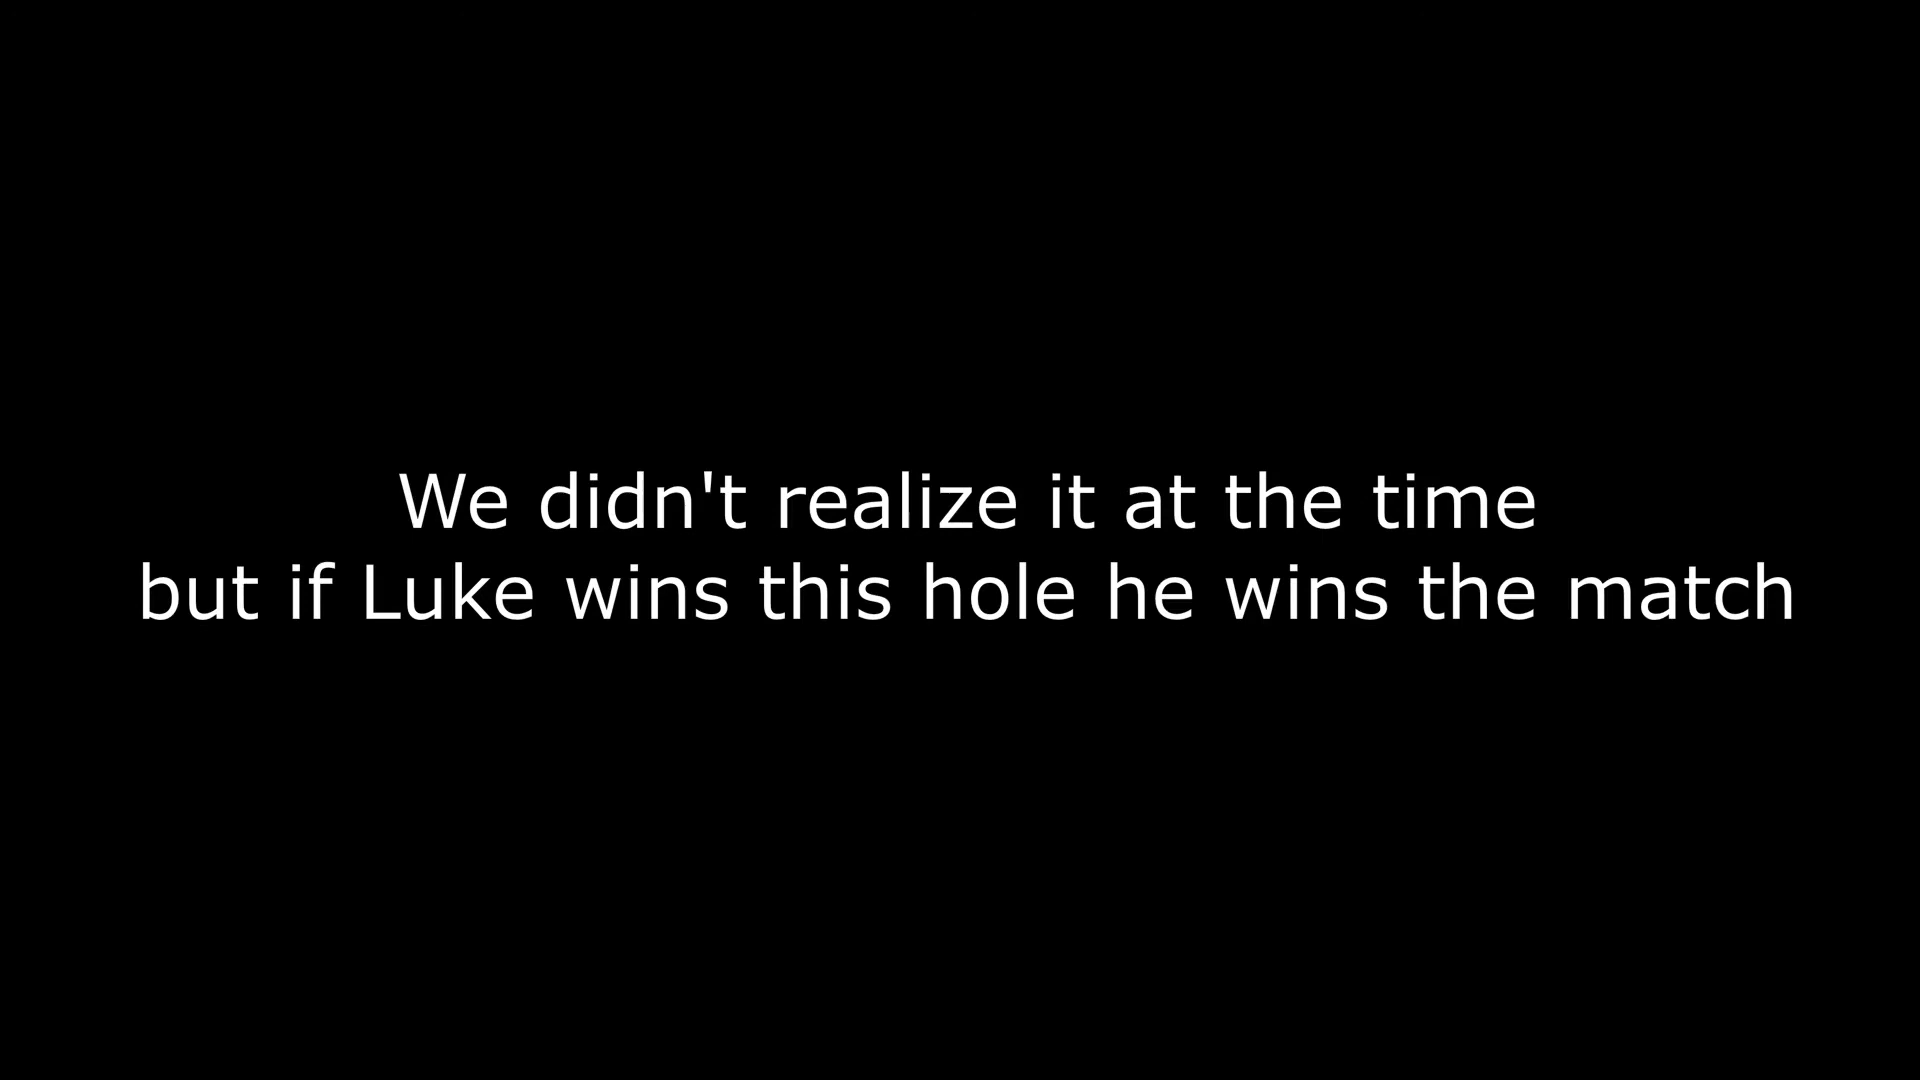 We didn't realize it at the time
but if Luke wins this hole he wins the match